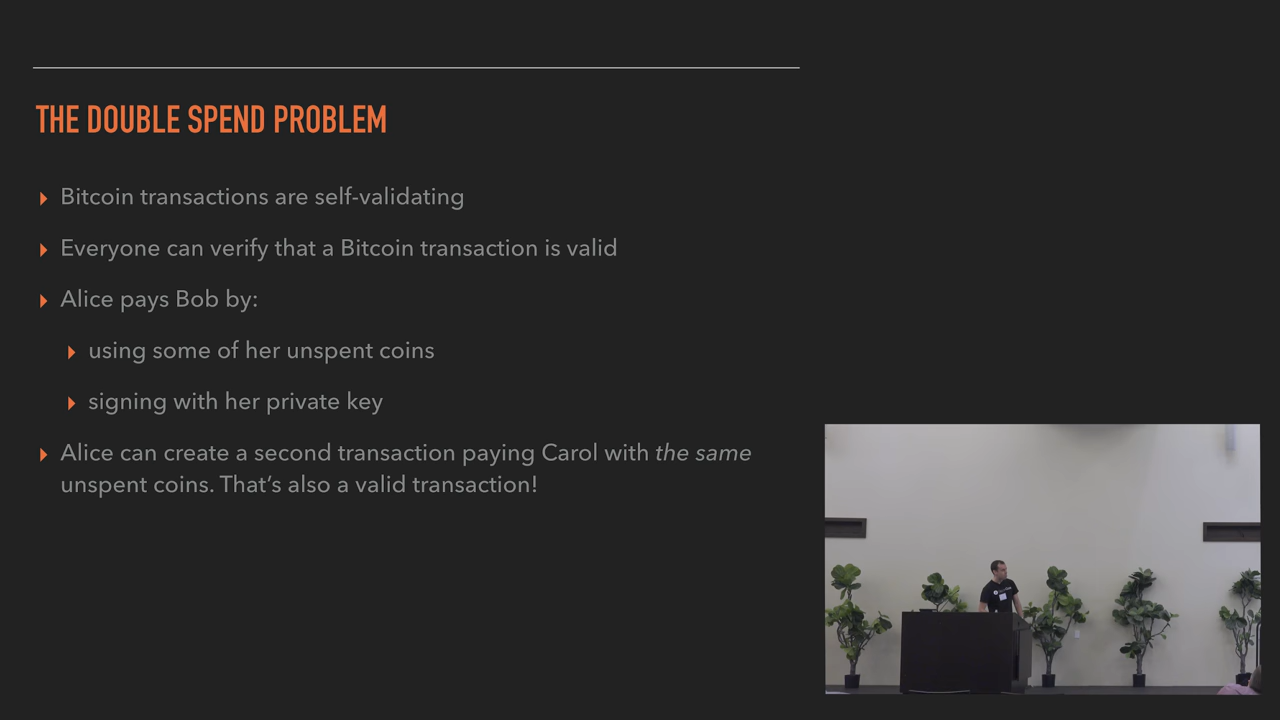 THE DOUBLE SPEND PROBLEM
Bitcoin transactions are self-validating
Everyone can verify that a Bitcoin transaction is valid
Alice pays Bob by:
using some of her unspent coins
signing with her private key
Alice can create a second transaction paying Carol with the same
unspent coins. That’s also a valid transaction!